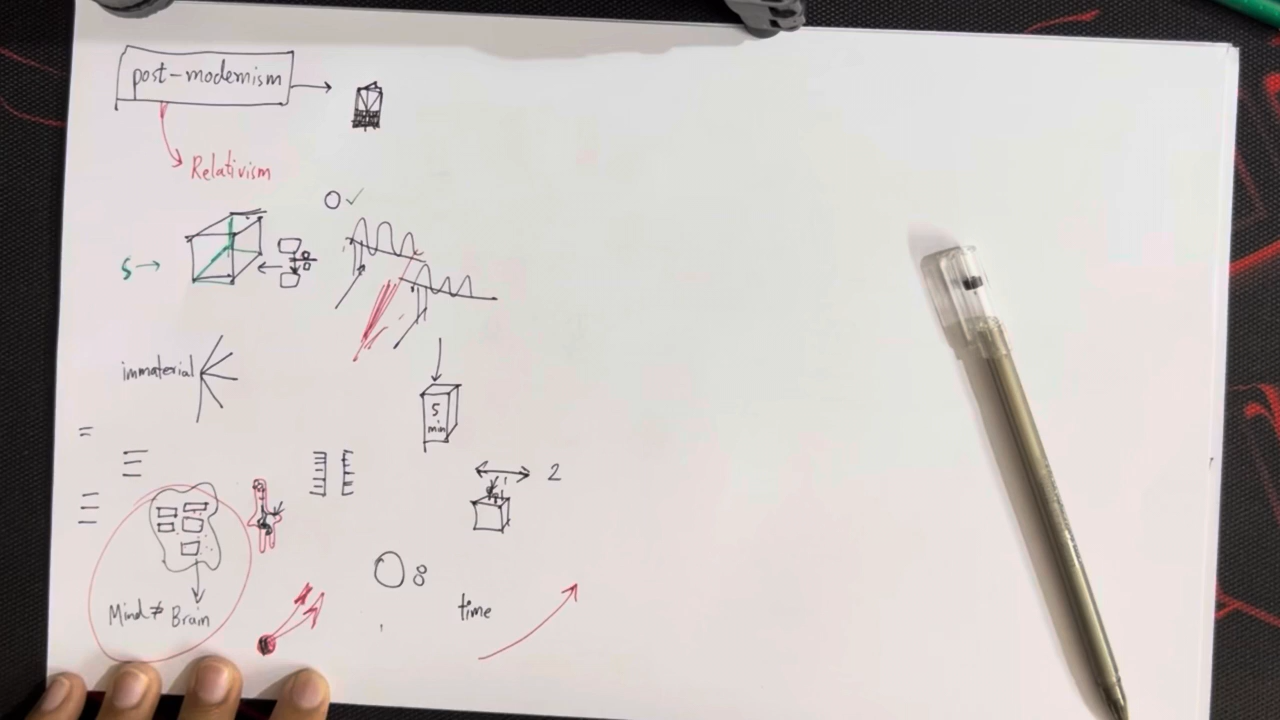 post-modernism
Relativism
S →
immaterial
5
min
2
Mind ≠ Brain
time